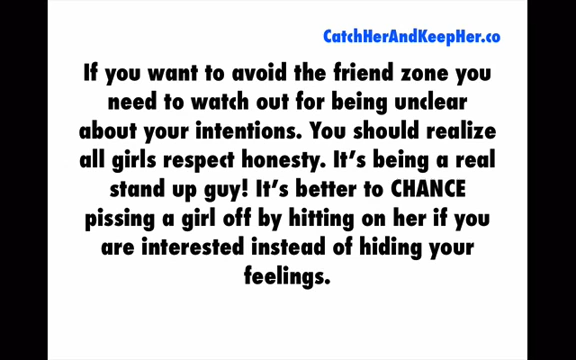 CatchHerAndKeepHer.co
If you want to avoid the friend zone you
need to watch out for being unclear
about your intentions. You should realize
all girls respect honesty. It's being a real
stand up guy! It's better to CHANCE
pissing a girl off by hitting on her if you
are interested instead of hiding your
feelings.